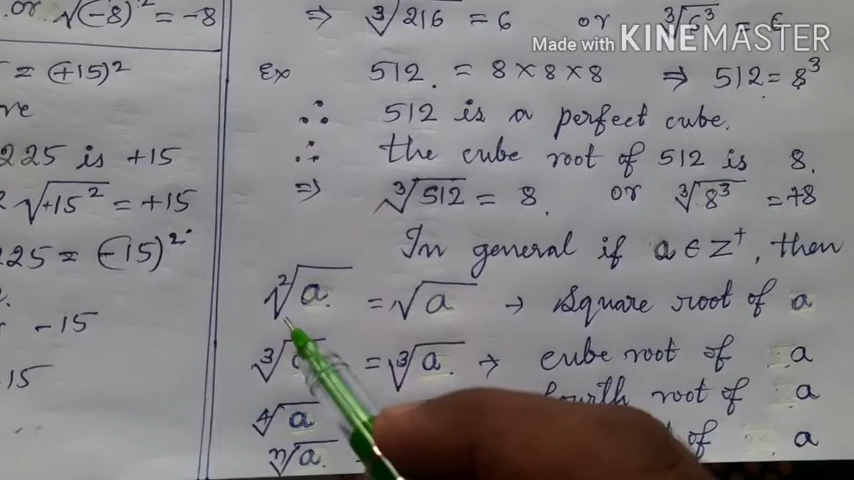 or √(-8)² = -8
= (+15)²
225 is +15
√+15² = +15
225 = (-15)²
-15
15
⇒ ∛216 = 6 or ∛6³ = 6
Made with KINEMASTER
Ex 512 = 8×8×8 ⇒ 512 = 8³
∴ 512 is a perfect cube.
∴ the cube root of 512 is 8.
⇒ ∛512 = 8. or ∛8³ = +8
In general if a ∈ Z⁺, then
²√a = √a → Square root of a
³√a = ³√a → cube root of a
⁴√a fourth root of a
ⁿ√a of a